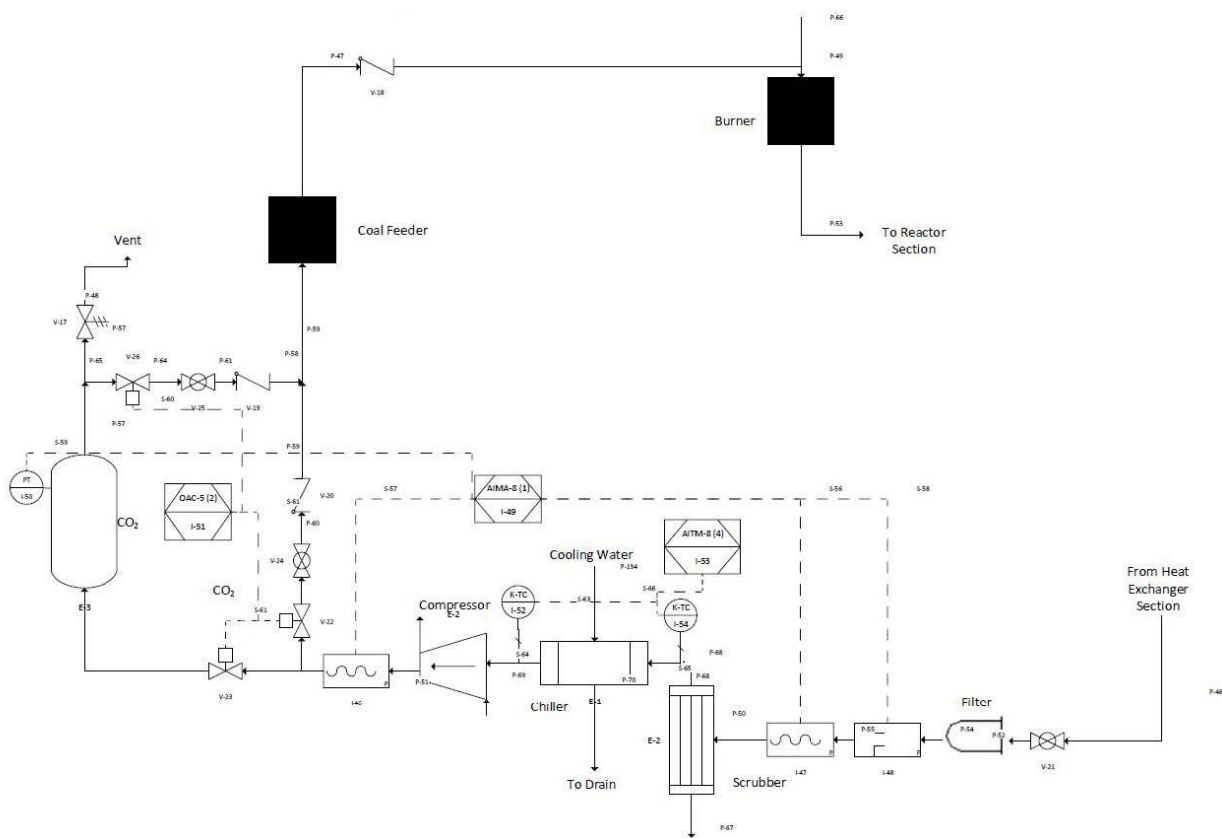 P-66
P-47
P-49
V-18
Burner
Coal Feeder
P-53
To Reactor
Section
Vent
P-48
V-17
P-57
P-59
P-65
V-26
P-64
P-61
P-58
S-60
V-25
V-19
P-57
S-59
P-59
PT
I-50
CO₂
OAC-5 (2)
I-51
S-61
V-20
P-60
S-57
AIMA-8 (1)
I-49
S-56
S-58
AITM-8 (4)
I-53
V-24
Cooling Water
P-194
From Heat
Exchanger
Section
CO₂
E-3
S-61
V-22
Compressor
E-2
K-TC
I-52
S-63
S-66
K-TC
I-54
S-64
P-69
S-65
P-68
P-66
P-51
P
P-70
Chiller
E-1
V-23
P-50
E-2
P-55
P
P
Filter
P-54
P-52
V-21
P-46
I-47
I-48
To Drain
Scrubber
P-67